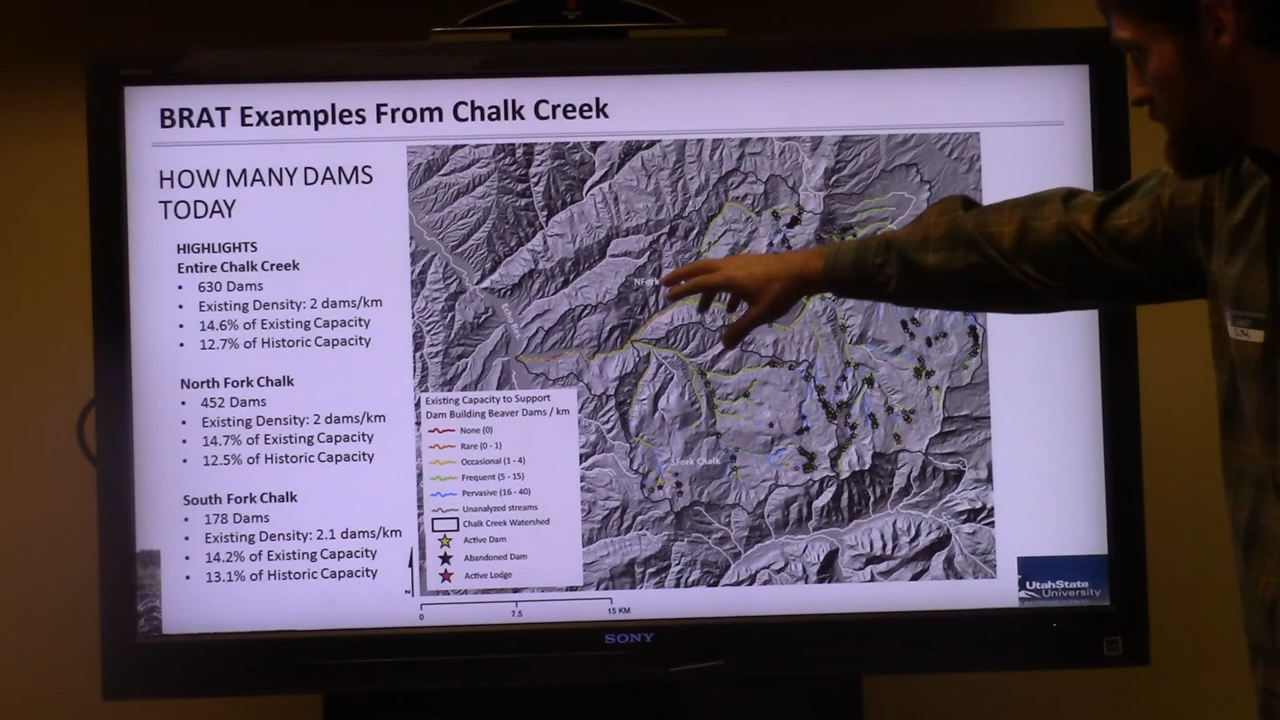 BRAT Examples From Chalk Creek
HOW MANY DAMS
TODAY
HIGHLIGHTS
Entire Chalk Creek
• 630 Dams
• Existing Density: 2 dams/km
• 14.6% of Existing Capacity
• 12.7% of Historic Capacity
North Fork Chalk
• 452 Dams
• Existing Density: 2 dams/km
• 14.7% of Existing Capacity
• 12.5% of Historic Capacity
South Fork Chalk
• 178 Dams
• Existing Density: 2.1 dams/km
• 14.2% of Existing Capacity
• 13.1% of Historic Capacity
NFork
SFork Chalk
Existing Capacity to Support
Dam Building Beaver Dams / km
None (0)
Rare (0 - 1)
Occasional (1 - 4)
Frequent (5 - 15)
Pervasive (16 - 40)
Unanalyzed streams
Chalk Creek Watershed
Active Dam
Abandoned Dam
Active Lodge
N
0 7.5 15 KM
UtahState
University
SONY